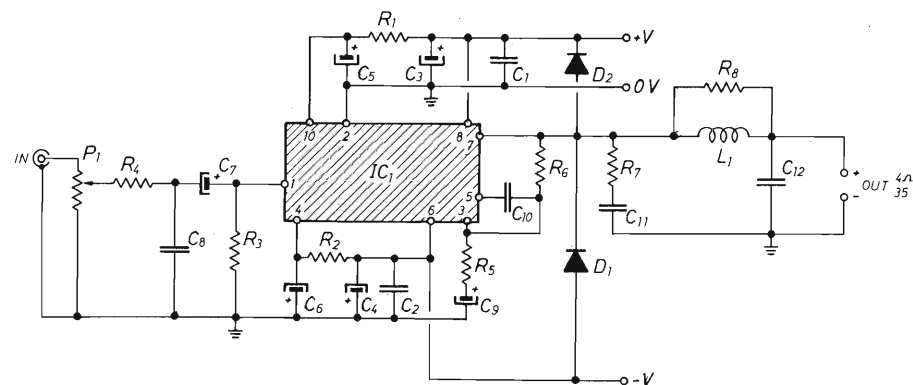 R1
+V
+
+
C5
C3
C1
D2
R8
0V
10
2
8
7
L1
IN
P1
R4
C7
+
R6
R7
C12
+
OUT 4Ω
35
-
1
IC1
5
C10
C11
4
6
3
C8
R3
R2
R5
D1
+
C6
+
C4
C2
+
C9
-V